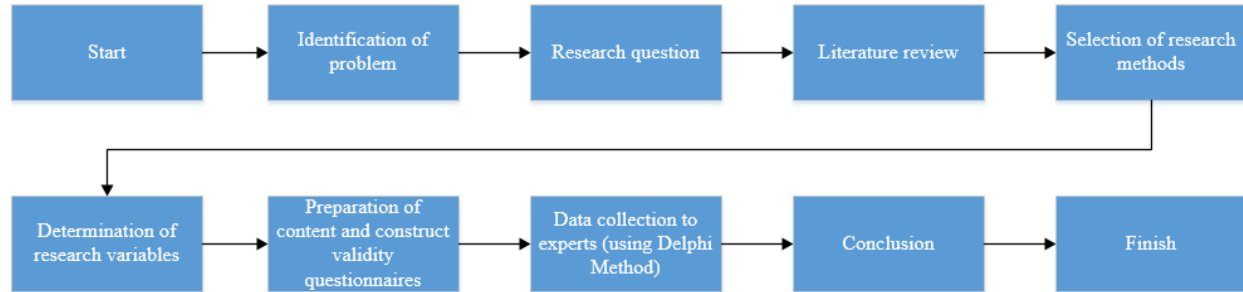 Start
Identification of
problem
Research question
Literature review
Selection of research
methods
Determination of
research variables
Preparation of
content and construct
validity
questionnaires
Data collection to
experts (using Delphi
Method)
Conclusion
Finish